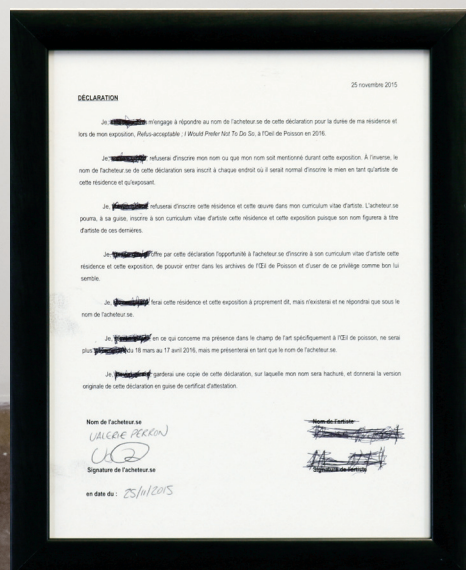 25 novembre 2015
DÉCLARATION
Je, m'engage à répondre au nom de l'acheteur.se de cette déclaration pour la durée de ma résidence et
lors de mon exposition, Refus-acceptable ; I Would Prefer Not To Do So, à l'Oeil de Poisson en 2016.
Je, refuserai d'inscrire mon nom ou que mon nom soit mentionné durant cette exposition. À l'inverse, le
nom de l'acheteur.se de cette déclaration sera inscrit à chaque endroit où il serait normal d'inscrire le mien en tant qu'artiste de
cette résidence et qu'exposant.
Je, refuserai d'inscrire cette résidence et cette œuvre dans mon curriculum vitae d'artiste. L'acheteur.se
pourra, à sa guise, inscrire à son curriculum vitae d'artiste cette résidence et cette exposition puisque son nom figurera à titre
d'artiste de ces dernières.
Je, offre par cette déclaration l'opportunité à l'acheteur.se d'inscrire à son curriculum vitae d'artiste cette
résidence et cette exposition, de pouvoir entrer dans les archives de l'Œil de Poisson et d'user de ce privilège comme bon lui
semble.
Je, ferai cette résidence et cette exposition à proprement dit, mais n'existerai et ne répondrai que sous le
nom de l'acheteur.se.
Je, en ce qui concerne ma présence dans le champ de l'art spécifiquement à l'Œil de poisson, ne serai
plus du 18 mars au 17 avril 2016, mais me présenterai en tant que le nom de l'acheteur.se.
Je, garderai une copie de cette déclaration, sur laquelle mon nom sera hachuré, et donnerai la version
originale de cette déclaration en guise de certificat d'attestation.
Nom de l'acheteur.se
VALÉRIE PERRON
Signature de l'acheteur.se
en date du : 25/11/2015
Nom de l'artiste
Signature de l'artiste